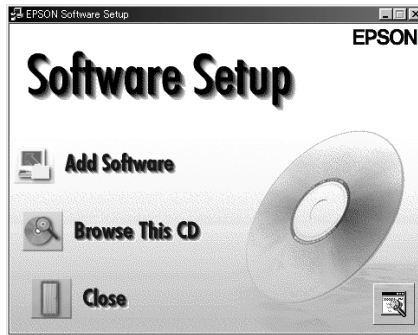 EPSON Software Setup
EPSON
Software Setup
Add Software
Browse This CD
Close